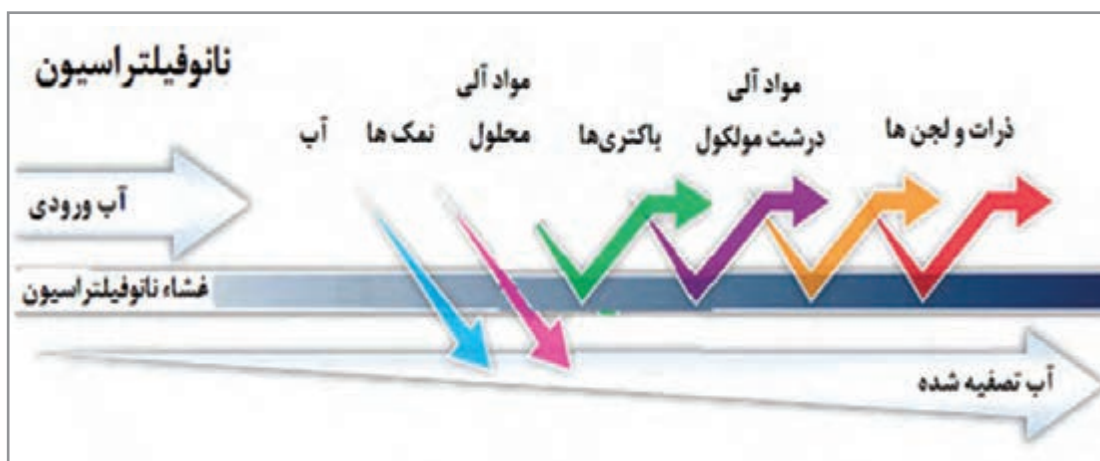 نانوفیلتراسیون
آب
نمک ها
مواد آلی
محلول
باکتری‌ها
مواد آلی
درشت مولکول
ذرات و لجن ها
آب ورودی
غشاء نانوفیلتراسیون
آب تصفیه شده